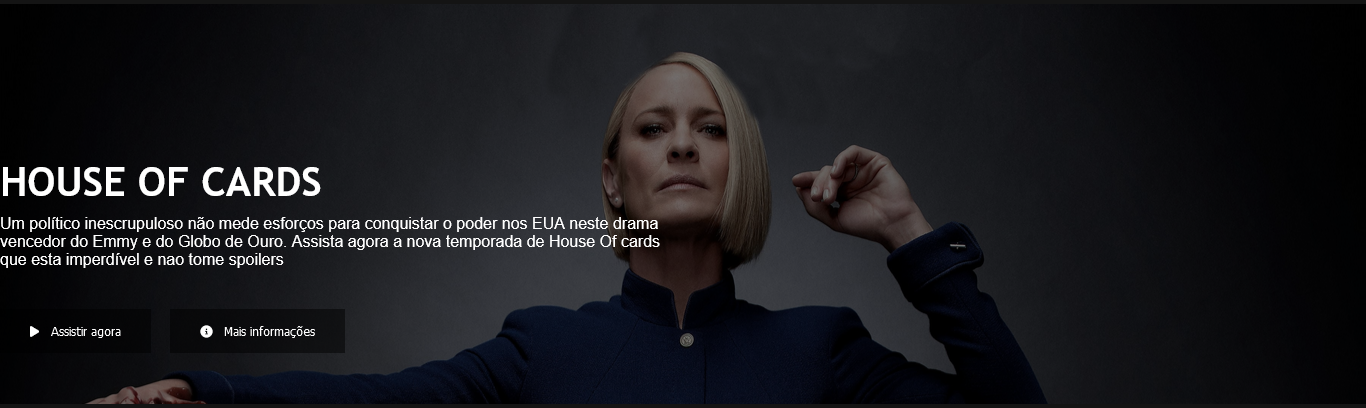 HOUSE OF CARDS
Um político inescrupuloso não mede esforços para conquistar o poder nos EUA neste drama
vencedor do Emmy e do Globo de Ouro. Assista agora a nova temporada de House Of cards
que esta imperdível e nao tome spoilers
Assistir agora
Mais informações